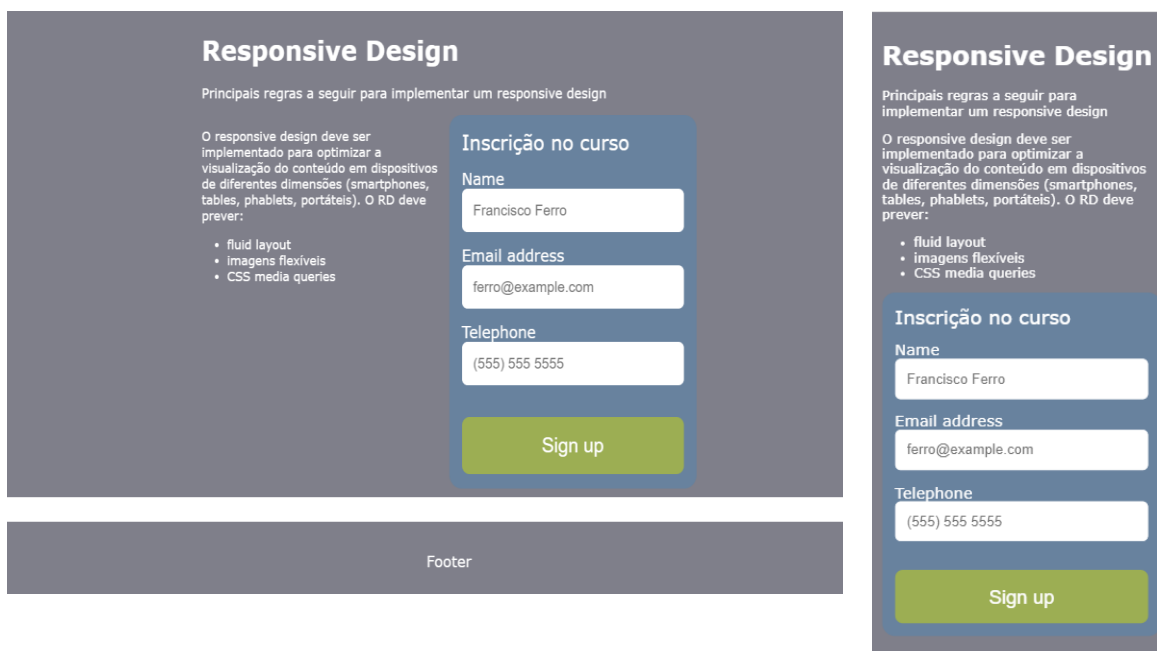 Responsive Design
Principais regras a seguir para implementar um responsive design
O responsive design deve ser
implementado para optimizar a
visualização do conteúdo em dispositivos
de diferentes dimensões (smartphones,
tables, phablets, portáteis). O RD deve
prever:
• fluid layout
• imagens flexíveis
• CSS media queries
Inscrição no curso
Name
Francisco Ferro
Email address
ferro@example.com
Telephone
(555) 555 5555
Sign up
Footer
Responsive Design
Principais regras a seguir para
implementar um responsive design
O responsive design deve ser
implementado para optimizar a
visualização do conteúdo em dispositivos
de diferentes dimensões (smartphones,
tables, phablets, portáteis). O RD deve
prever:
• fluid layout
• imagens flexíveis
• CSS media queries
Inscrição no curso
Name
Francisco Ferro
Email address
ferro@example.com
Telephone
(555) 555 5555
Sign up